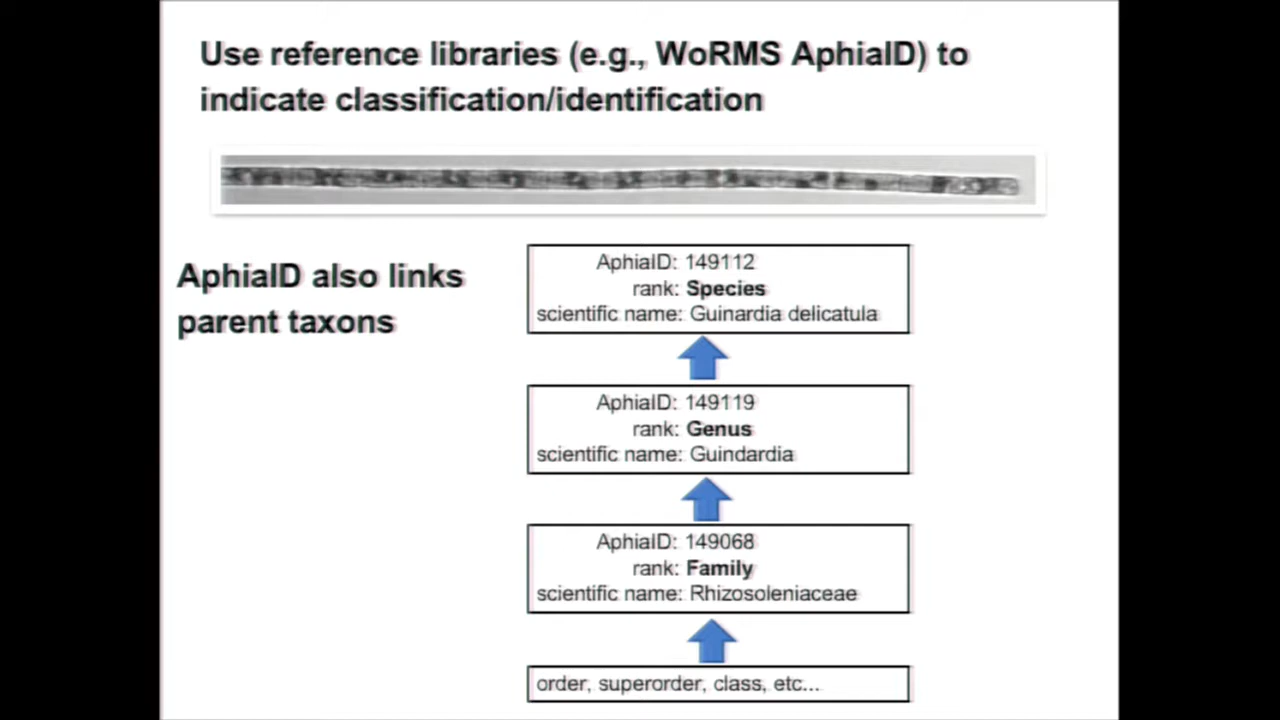 Use reference libraries (e.g., WoRMS AphiaID) to
indicate classification/identification
AphiaID also links
parent taxons
AphiaID: 149112
rank: Species
scientific name: Guinardia delicatula
AphiaID: 149119
rank: Genus
scientific name: Guindardia
AphiaID: 149068
rank: Family
scientific name: Rhizosoleniaceae
order, superorder, class, etc...